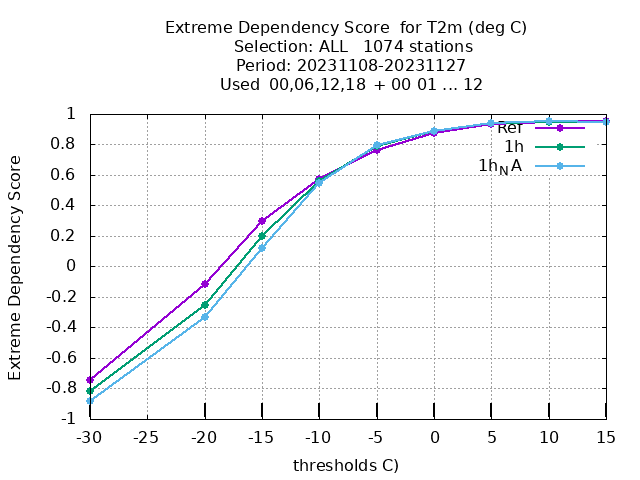 Extreme Dependency Score  for T2m (deg C)
Selection: ALL   1074 stations
Period: 20231108-20231127
Used  00,06,12,18  + 00 01 ... 12
Extreme Dependency Score
1
0.8
0.6
0.4
0.2
0
-0.2
-0.4
-0.6
-0.8
-1
Ref
1h
1h_NA
-30 -25 -20 -15 -10 -5 0 5 10 15
thresholds C)